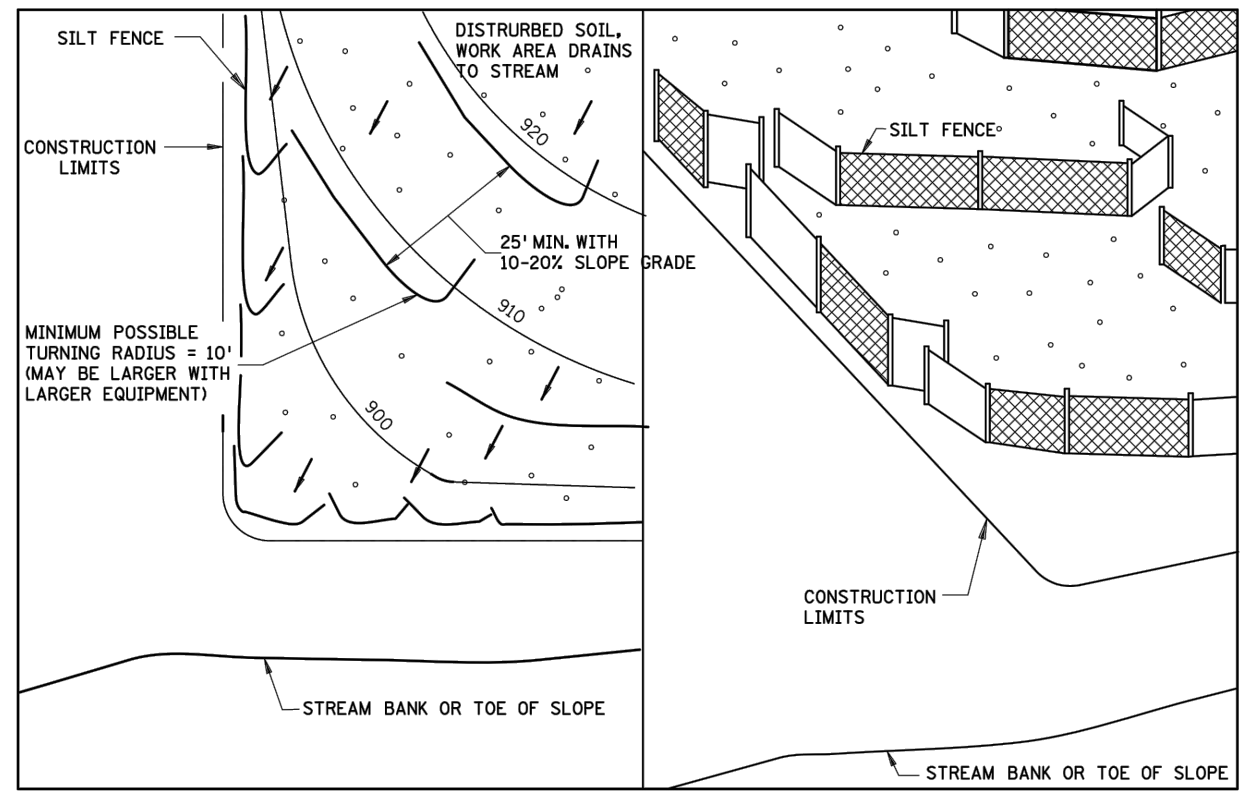 SILT FENCE
CONSTRUCTION
LIMITS
DISTRURBED SOIL,
WORK AREA DRAINS
TO STREAM
920
25' MIN. WITH
10-20% SLOPE GRADE
910
MINIMUM POSSIBLE
TURNING RADIUS = 10'
(MAY BE LARGER WITH
LARGER EQUIPMENT)
900
STREAM BANK OR TOE OF SLOPE
SILT FENCE
CONSTRUCTION
LIMITS
STREAM BANK OR TOE OF SLOPE